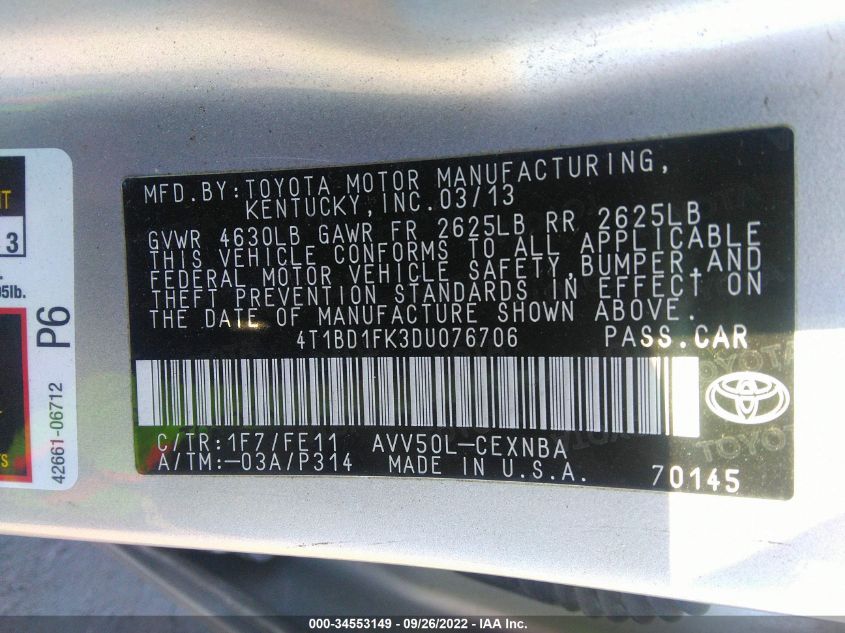 MFD.BY:TOYOTA MOTOR MANUFACTURING,
KENTUCKY, INC.03/13
GVWR 4630LB GAWR FR 2625LB RR 2625LB
THIS VEHICLE CONFORMS TO ALL APPLICABLE
FEDERAL MOTOR VEHICLE SAFETY,BUMPER,AND
THEFT PREVENTION STANDARDS IN EFFECT ON
THE DATE OF MANUFACTURE SHOWN ABOVE.
4T1BD1FK3DU076706 PASS.CAR
C/TR:1F7/FE11 AVV50L-CEXNBA
A/TM:-03A/P314 MADE IN U.S.A. 70145
3
5lb.
P6
42661-06712
000-34553149 - 09/26/2022 - IAA Inc.